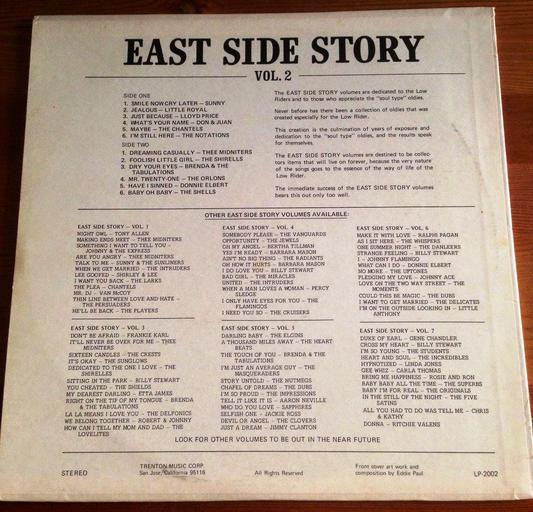 EAST SIDE STORY
VOL. 2
SIDE ONE
1. SMILE NOW CRY LATER — SUNNY
2. JEALOUS — LITTLE ROYAL
3. JUST BECAUSE — LLOYD PRICE
4. WHAT'S YOUR NAME — DON & JUAN
5. MAYBE — THE CHANTELS
6. I'M STILL HERE — THE NOTATIONS
SIDE TWO
1. DREAMING CASUALLY — THEE MIDNITERS
2. FOOLISH LITTLE GIRL — THE SHIRELLS
3. DRY YOUR EYES — BRENDA & THE
TABULATIONS
4. MR. TWENTY-ONE — THE ORLONS
5. HAVE I SINNED — DONNIE ELBERT
6. BABY OH BABY — THE SHELLS
The EAST SIDE STORY volumes are dedicated to the Low
Riders and to those who appreciate the "soul type" oldies.
Never before has there been a collection of oldies that was
created especially for the Low Rider.
This creation is the culmination of years of exposure and
dedication to the "soul type" oldies, and the results speak
for themselves.
The EAST SIDE STORY volumes are destined to be collec-
tors items that will live on forever, because the very nature
of the songs goes to the essence of the way of life of the
Low Rider.
The immediate success of the EAST SIDE STORY volumes
bears this out only too well.
OTHER EAST SIDE STORY VOLUMES AVAILABLE:
EAST SIDE STORY — VOL. 1
NIGHT OWL — TONY ALLEN
MAKING ENDS MEET — THEE MIDNITERS
SOMETHING I WANT TO TELL YOU —
JOHNNY & THE EXPRESS
ARE YOU ANGRY — THEE MIDNITERS
TALK TO ME — SUNNY & THE SUNLINERS
WHEN WE GET MARRIED — THE INTRUDERS
LEE GOOFED — SHIRLEY & LEE
I WANT YOU BACK — THE LARKS
THE PLEA — CHANTELS
MR. DJ — VAN McCOY
THIN LINE BETWEEN LOVE AND HATE —
THE PERSUADERS
HE'LL BE BACK — THE PLAYERS
EAST SIDE STORY — VOL. 4
SOMEBODY PLEASE — THE VANGUARDS
OPPORTUNITY — THE JEWELS
OH MY ANGEL — BERTHA TILLMAN
YES I'M READY — BARBARA MASON
AIN'T NO BIG THING — THE RADIANTS
OH HOW IT HURTS — BARBARA MASON
I DO LOVE YOU — BILLY STEWART
BAD GIRL — THE MIRACLES
UNITED — THE INTRUDERS
WHEN A MAN LOVES A WOMAN — PERCY
SLEDGE
I ONLY HAVE EYES FOR YOU — THE
FLAMINGOS
I NEED YOU SO — THE CRUISERS
EAST SIDE STORY — VOL. 6
MAKE IT WITH LOVE — RALPHI PAGAN
AS I SIT HERE — THE WHISPERS
ONE SUMMER NIGHT — THE DANLEERS
STRANGE FEELING — BILLY STEWART
I — JOHNNY FLAMINGO
WHAT CAN I DO — DONNIE ELBERT
NO MORE — THE UPTONES
PLEDGING MY LOVE — JOHNNY ACE
LOVE ON THE TWO WAY STREET — THE
MOMENTS
COULD THIS BE MAGIC — THE DUBS
I WANT TO GET MARRIED — THE DELICATES
I'M ON THE OUTSIDE LOOKING IN — LITTLE
ANTHONY
EAST SIDE STORY — VOL. 3
DON'T BE AFRAID — FRANKIE KARL
IT'LL NEVER BE OVER FOR ME — THEE
MIDNITERS
SIXTEEN CANDLES — THE CRESTS
IT'S OKAY — THE SUNGLOWS
DEDICATED TO THE ONE I LOVE — THE
SHIRELLES
SITTING IN THE PARK — BILLY STEWART
YOU CHEATED — THE SHIELDS
MY DEAREST DARLING — ETTA JAMES
RIGHT ON THE TIP OF MY TONGUE — BRENDA
& THE TABULATIONS
LA LA MEANS I LOVE YOU — THE DELFONICS
WE BELONG TOGETHER — ROBERT & JOHNNY
HOW CAN I TELL MY MOM AND DAD — THE
LOVELITES
EAST SIDE STORY — VOL. 5
DARLING BABY — THE ELGINS
A THOUSAND MILES AWAY — THE HEART
BEATS
THE TOUCH OF YOU — BRENDA & THE
TABULATIONS
I'M JUST AN AVERAGE GUY — THE
MASQUERADERS
STORY UNTOLD — THE NUTMEGS
CHAPEL OF DREAMS — THE DUBS
I'M SO PROUD — THE IMPRESSIONS
TELL IT LIKE IT IS — AARON NEVILLE
WHO DO YOU LOVE — SAPPHIRES
SELFISH ONE — JACKIE ROSS
DEVIL OR ANGEL — THE CLOVERS
JUST A DREAM — JIMMY CLANTON
EAST SIDE STORY — VOL. 7
DUKE OF EARL — GENE CHANDLER
CROSS MY HEART — BILLY STEWART
I'M SO YOUNG — THE STUDENTS
HEART AND SOUL — THE INCREDIBLES
HYPNOTIZED — LINDA JONES
GEE WHIZ — CARLA THOMAS
BRING ME HAPPINESS — ROSIE AND RON
BABY BABY ALL THE TIME — THE SUPERBS
BABY I'M FOR REAL — THE ORIGINALS
IN THE STILL OF THE NIGHT — THE FIVE
SATINS
ALL YOU HAD TO DO WAS TELL ME — CHRIS
& KATHY
DONNA — RITCHIE VALENS
LOOK FOR OTHER VOLUMES TO BE OUT IN THE NEAR FUTURE
STEREO
TRENTON MUSIC CORP.
San Jose, California 95116
All Rights Reserved
Front cover art work and
composition by Eddie Paul.
LP-2002